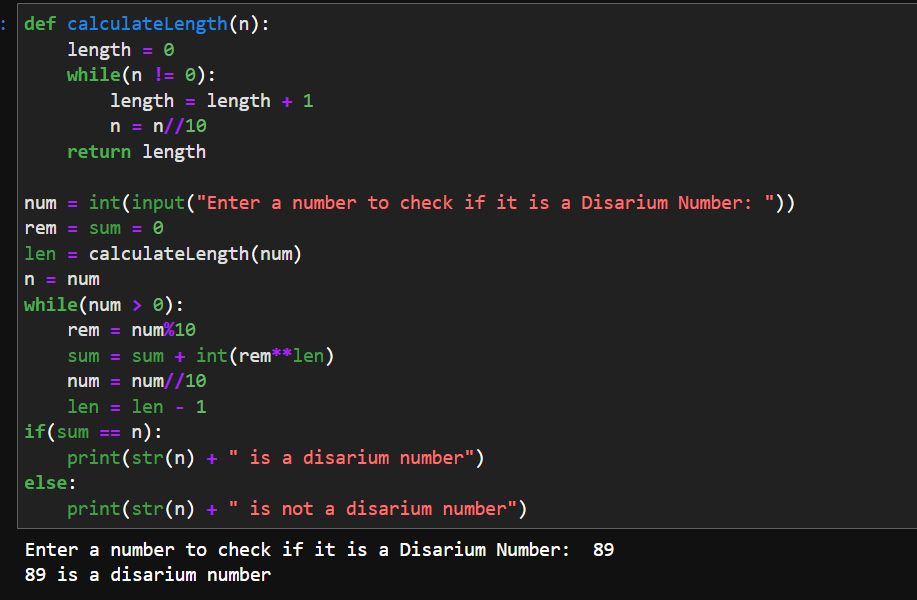 :
def calculateLength(n):
    length = 0
    while(n != 0):
        length = length + 1
        n = n//10
    return length

num = int(input("Enter a number to check if it is a Disarium Number: "))
rem = sum = 0
len = calculateLength(num)
n = num
while(num > 0):
    rem = num%10
    sum = sum + int(rem**len)
    num = num//10
    len = len - 1
if(sum == n):
    print(str(n) + " is a disarium number")
else:
    print(str(n) + " is not a disarium number")
Enter a number to check if it is a Disarium Number:  89
89 is a disarium number